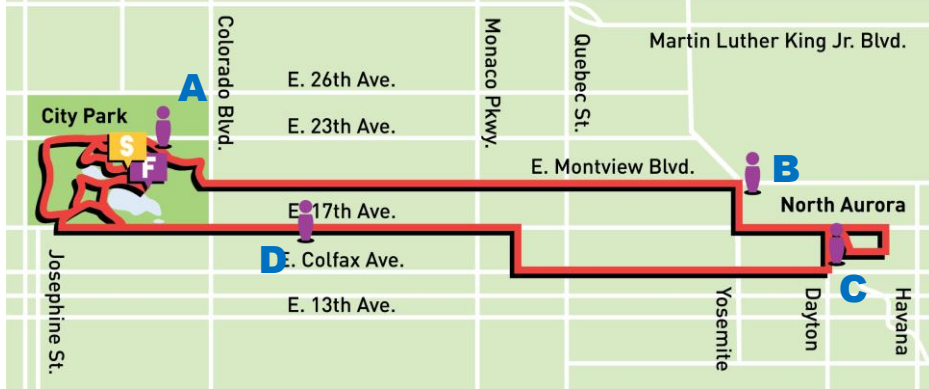 Martin Luther King Jr. Blvd.
Colorado Blvd.
Monaco Pkwy.
Quebec St.
A
E. 26th Ave.
City Park
E. 23th Ave.
S
F
E. Montview Blvd.
B
North Aurora
E. 17th Ave.
D
E. Colfax Ave.
C
E. 13th Ave.
Josephine St.
Yosemite
Dayton
Havana